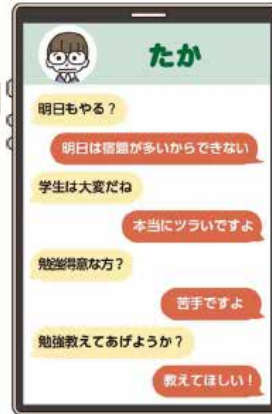 たか
明日もやる？
明日は宿題が多いからできない
学生は大変だね
本当にツラいですよ
勉強得意な方？
苦手ですよ
勉強教えてあげようか？
教えてほしい！